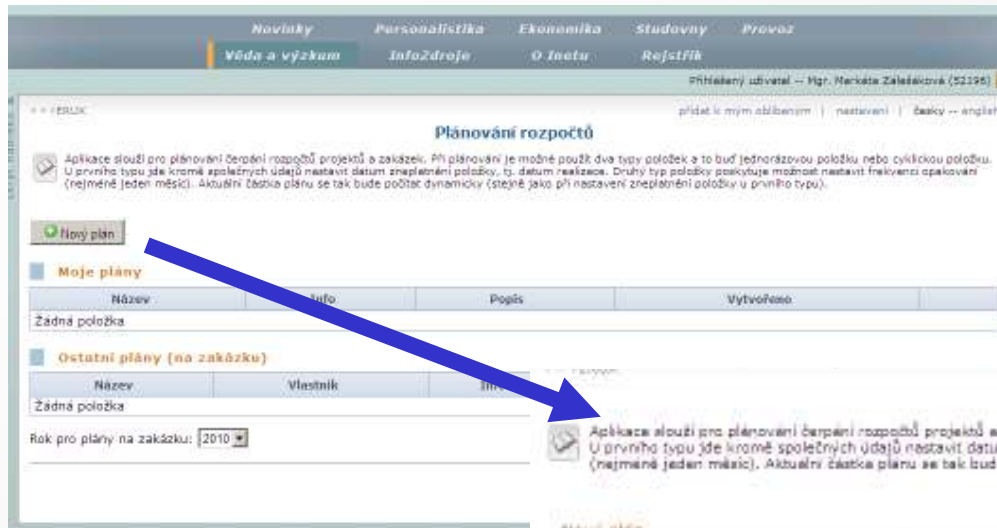 Novinky Personalistika Ekonomika Studovny Provoz
Věda a výzkum InfoZdroje O Inetu Rejstřík
Přihlášený uživatel -- Mgr. Markéta
přidat k mým oblíbeným | nastavení | česky -- english
Plánování rozpočtů
Aplikace slouží pro plánování čerpání rozpočtů projektů a zakázek. Při plánování je možné použít dva typy položek a to buď jednorázovou položku nebo cyklickou položku.
U prvního typu jde kromě společných údajů nastavit datum zneplatnění položky, tj. datum realizace. Druhý typ položky poskytuje možnost nastavit frekvenci opakování
(nejméně jeden měsíc). Aktuální částka plánu se tak bude počítat dynamicky (stejně jako při nastavení zneplatnění položky u prvního typu).
Nový plán
Moje plány
Název Info Popis Vytvořeno
Žádná položka
Ostatní plány (na zakázku)
Název Vlastník
Žádná položka
Rok pro plány na zakázku: 2010
Aplikace slouží pro plánování čerpání rozpočtů projektů a
U prvního typu jde kromě společných údajů nastavit datu
(nejméně jeden měsíc). Aktuální částka plánu se tak bud